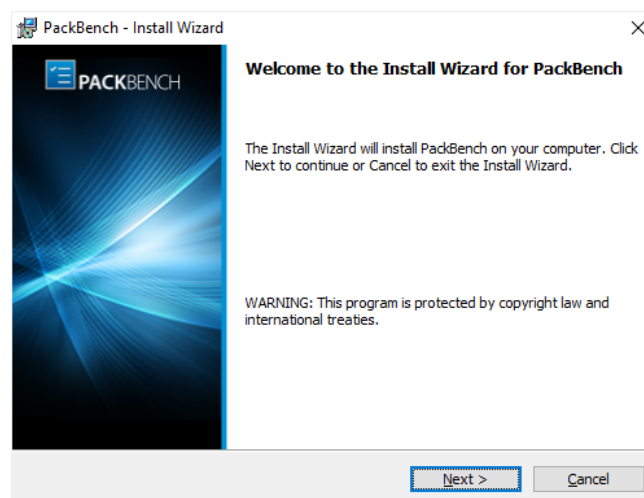 PackBench - Install Wizard
PACKBENCH
Welcome to the Install Wizard for PackBench
The Install Wizard will install PackBench on your computer. Click
Next to continue or Cancel to exit the Install Wizard.
WARNING: This program is protected by copyright law and
international treaties.
Next >
Cancel